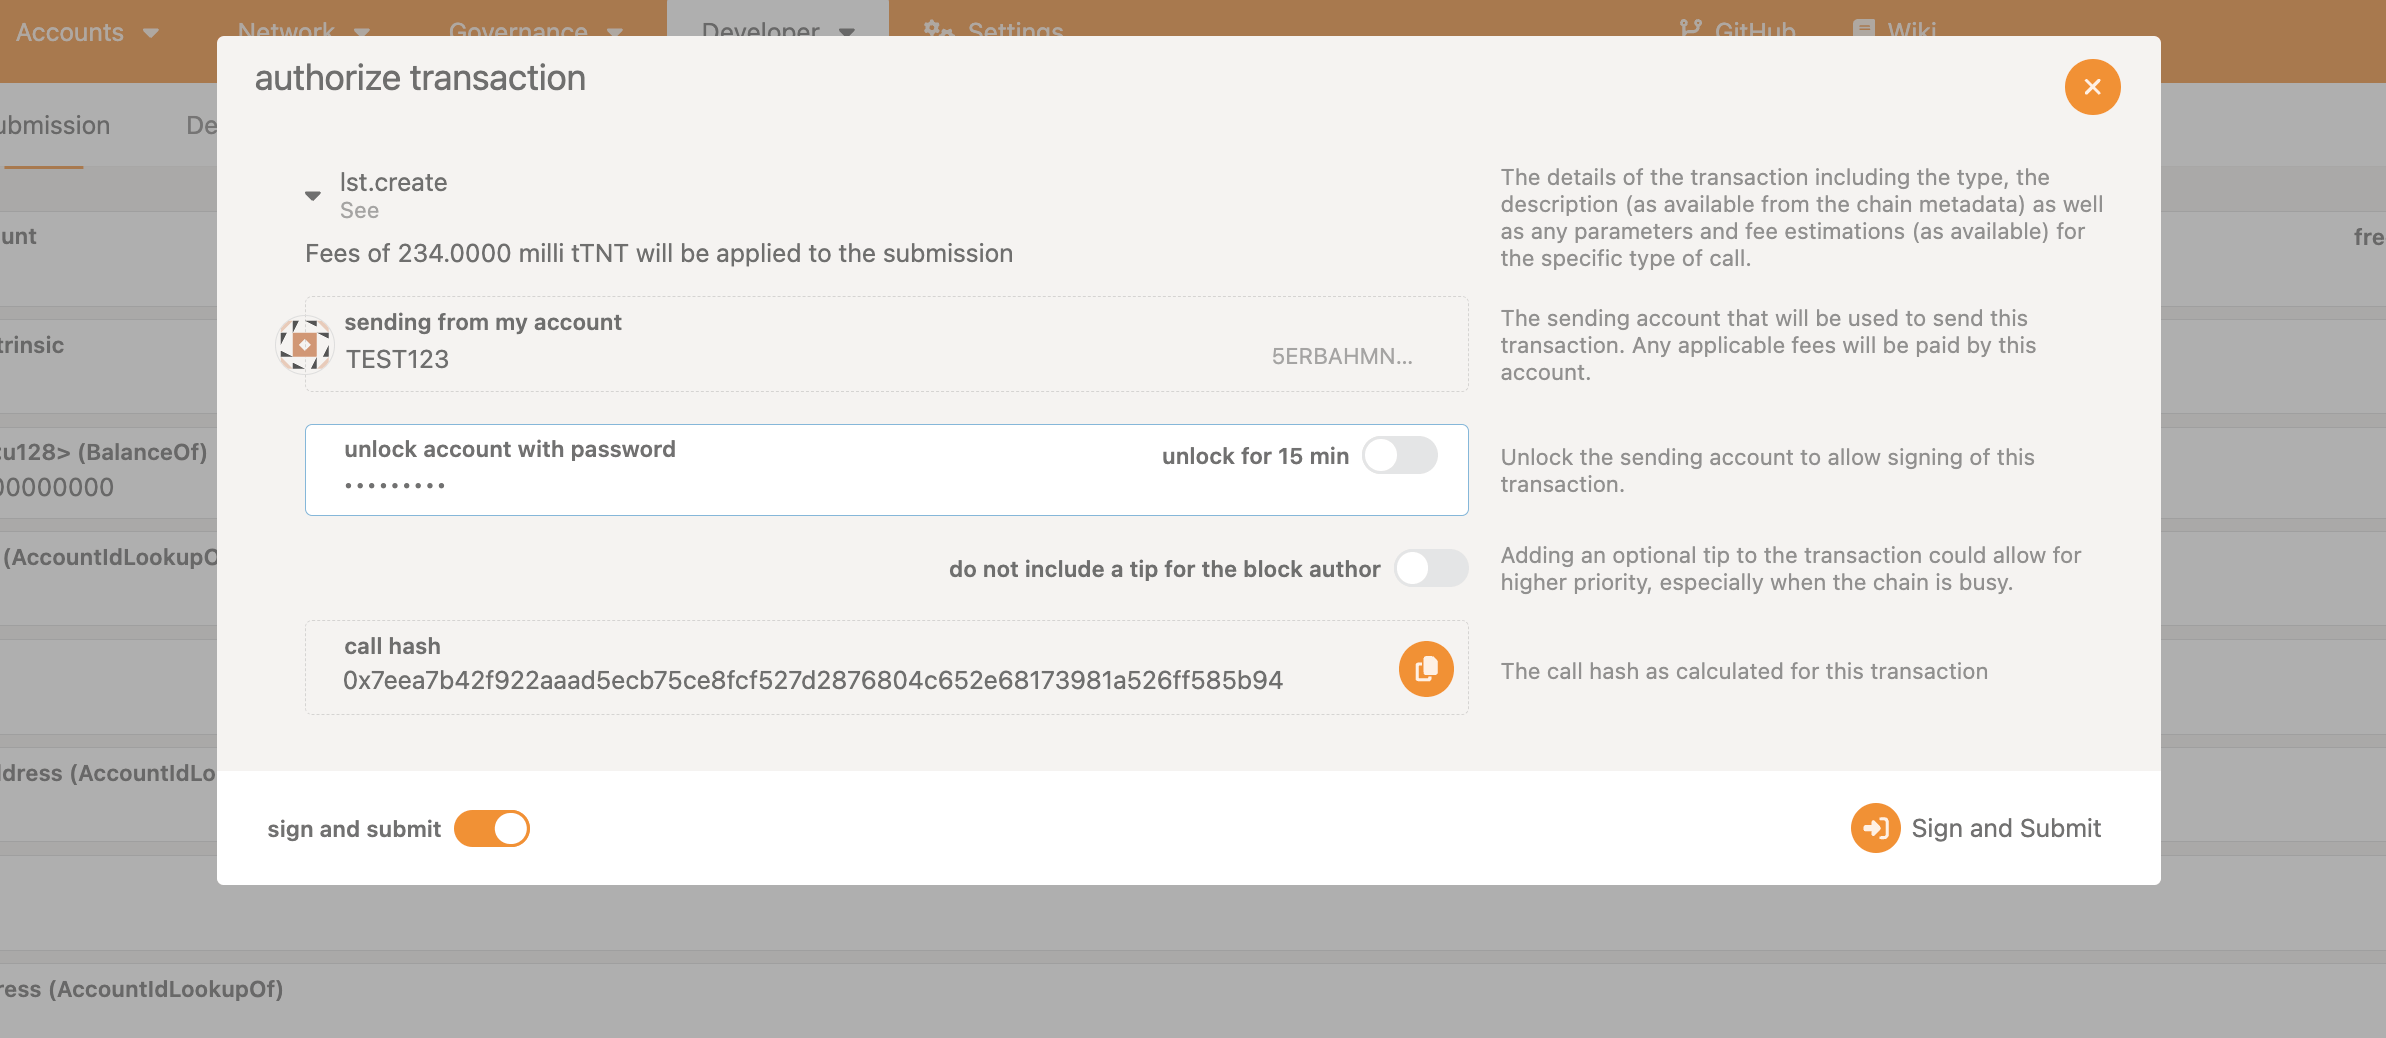 Accounts
Network
Governance
Developer
Settings
GitHub
Wiki
authorize transaction
ubmission
De
lst.create
See
Fees of 234.0000 milli tTNT will be applied to the submission
The details of the transaction including the type, the
description (as available from the chain metadata) as well
as any parameters and fee estimations (as available) for
the specific type of call.
unt
fre
sending from my account
TEST123
5ERBAHMN...
The sending account that will be used to send this
transaction. Any applicable fees will be paid by this
account.
trinsic
unlock account with password
unlock for 15 min
•••••••••
Unlock the sending account to allow signing of this
transaction.
u128> (BalanceOf)
00000000
do not include a tip for the block author
Adding an optional tip to the transaction could allow for
higher priority, especially when the chain is busy.
(AccountIdLookupO
call hash
0x7eea7b42f922aaad5ecb75ce8fcf527d2876804c652e68173981a526ff585b94
The call hash as calculated for this transaction
ddress (AccountIdLo
sign and submit
Sign and Submit
ress (AccountIdLookupOf)